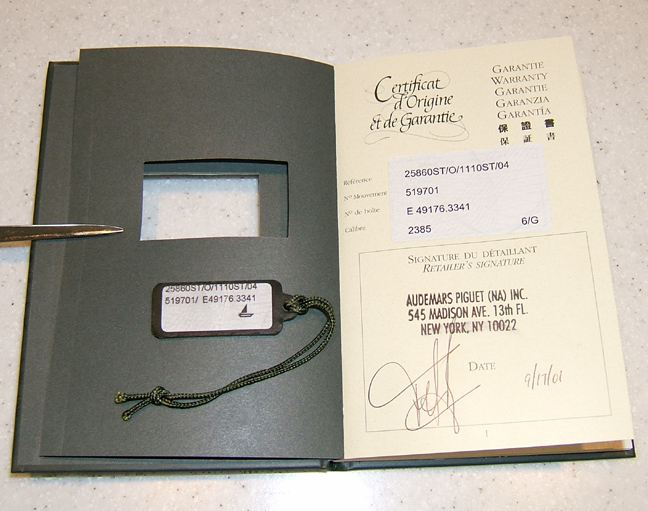 25860ST/O/1110ST/04
519701/ E49176.3341
Certificat
d'Origine
et de Garantie
GARANTIE
WARRANTY
GARANTIE
GARANZIA
GARANTÍA
保 證 書
保 証 書
Référence 25860ST/O/1110ST/04
N° Mouvement 519701
N° de boîte E 49176.3341
Calibre 2385 6/G
SIGNATURE DU DÉTAILLANT
RETAILER'S SIGNATURE
AUDEMARS PIGUET (NA) INC.
545 MADISON AVE. 13th FL.
NEW YORK, NY 10022
DATE 9/17/01
1